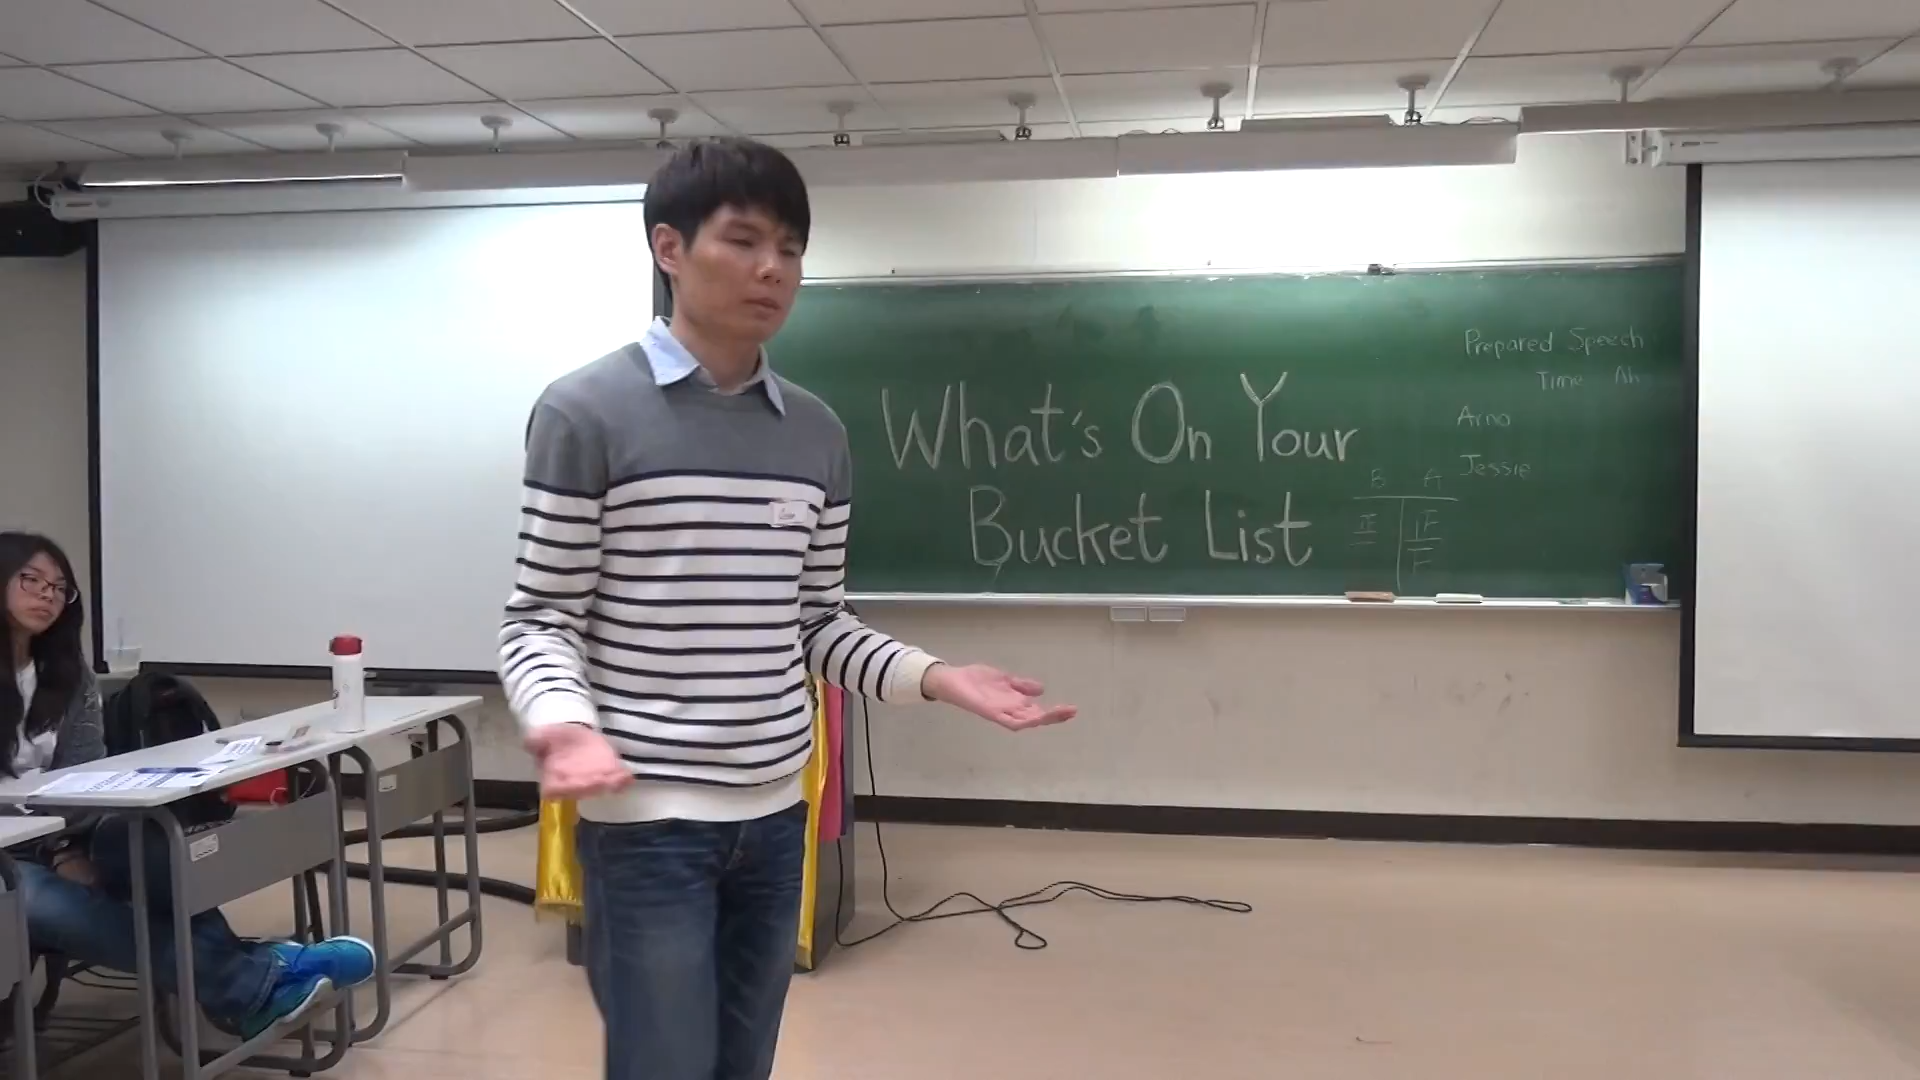 What's On Your
Bucket List
Prepared Speech
Time Ah
Arno
Jessie
B A